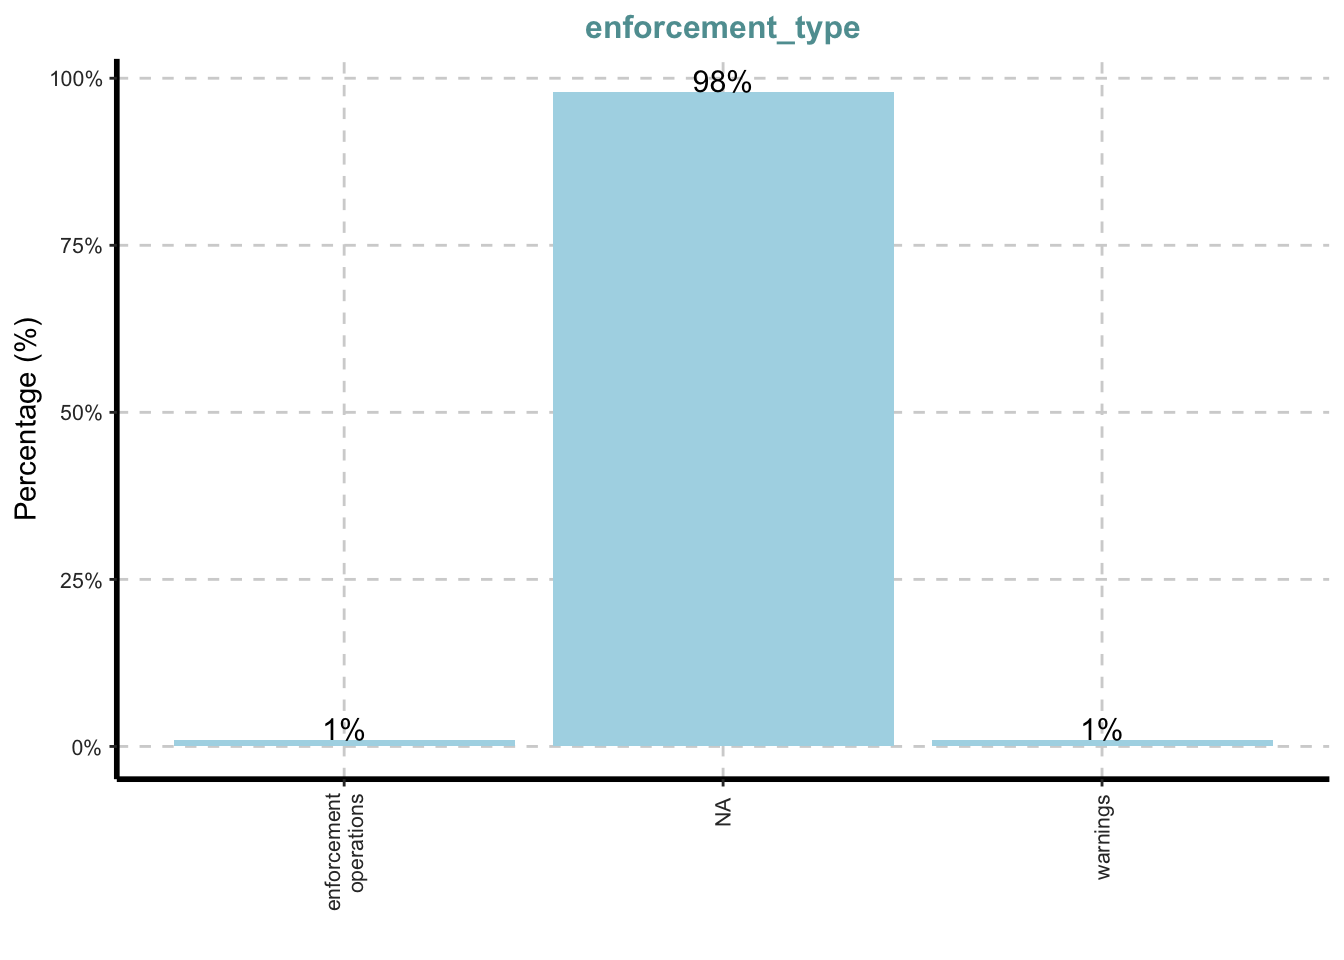 enforcement_type
98%
1%
1%
100%
75%
50%
25%
0%
Percentage (%)
enforcement
operations
NA
warnings